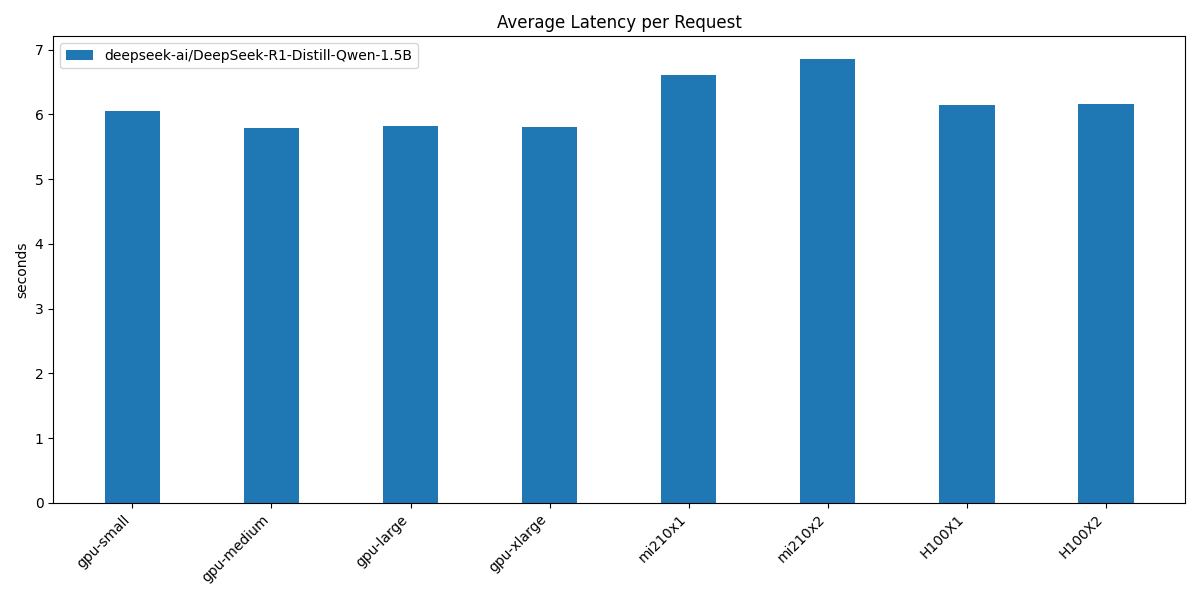 Average Latency per Request
deepseek-ai/DeepSeek-R1-Distill-Qwen-1.5B
seconds
7
6
5
4
3
2
1
0
gpu-small
gpu-medium
gpu-large
gpu-xlarge
mi210x1
mi210x2
H100X1
H100X2